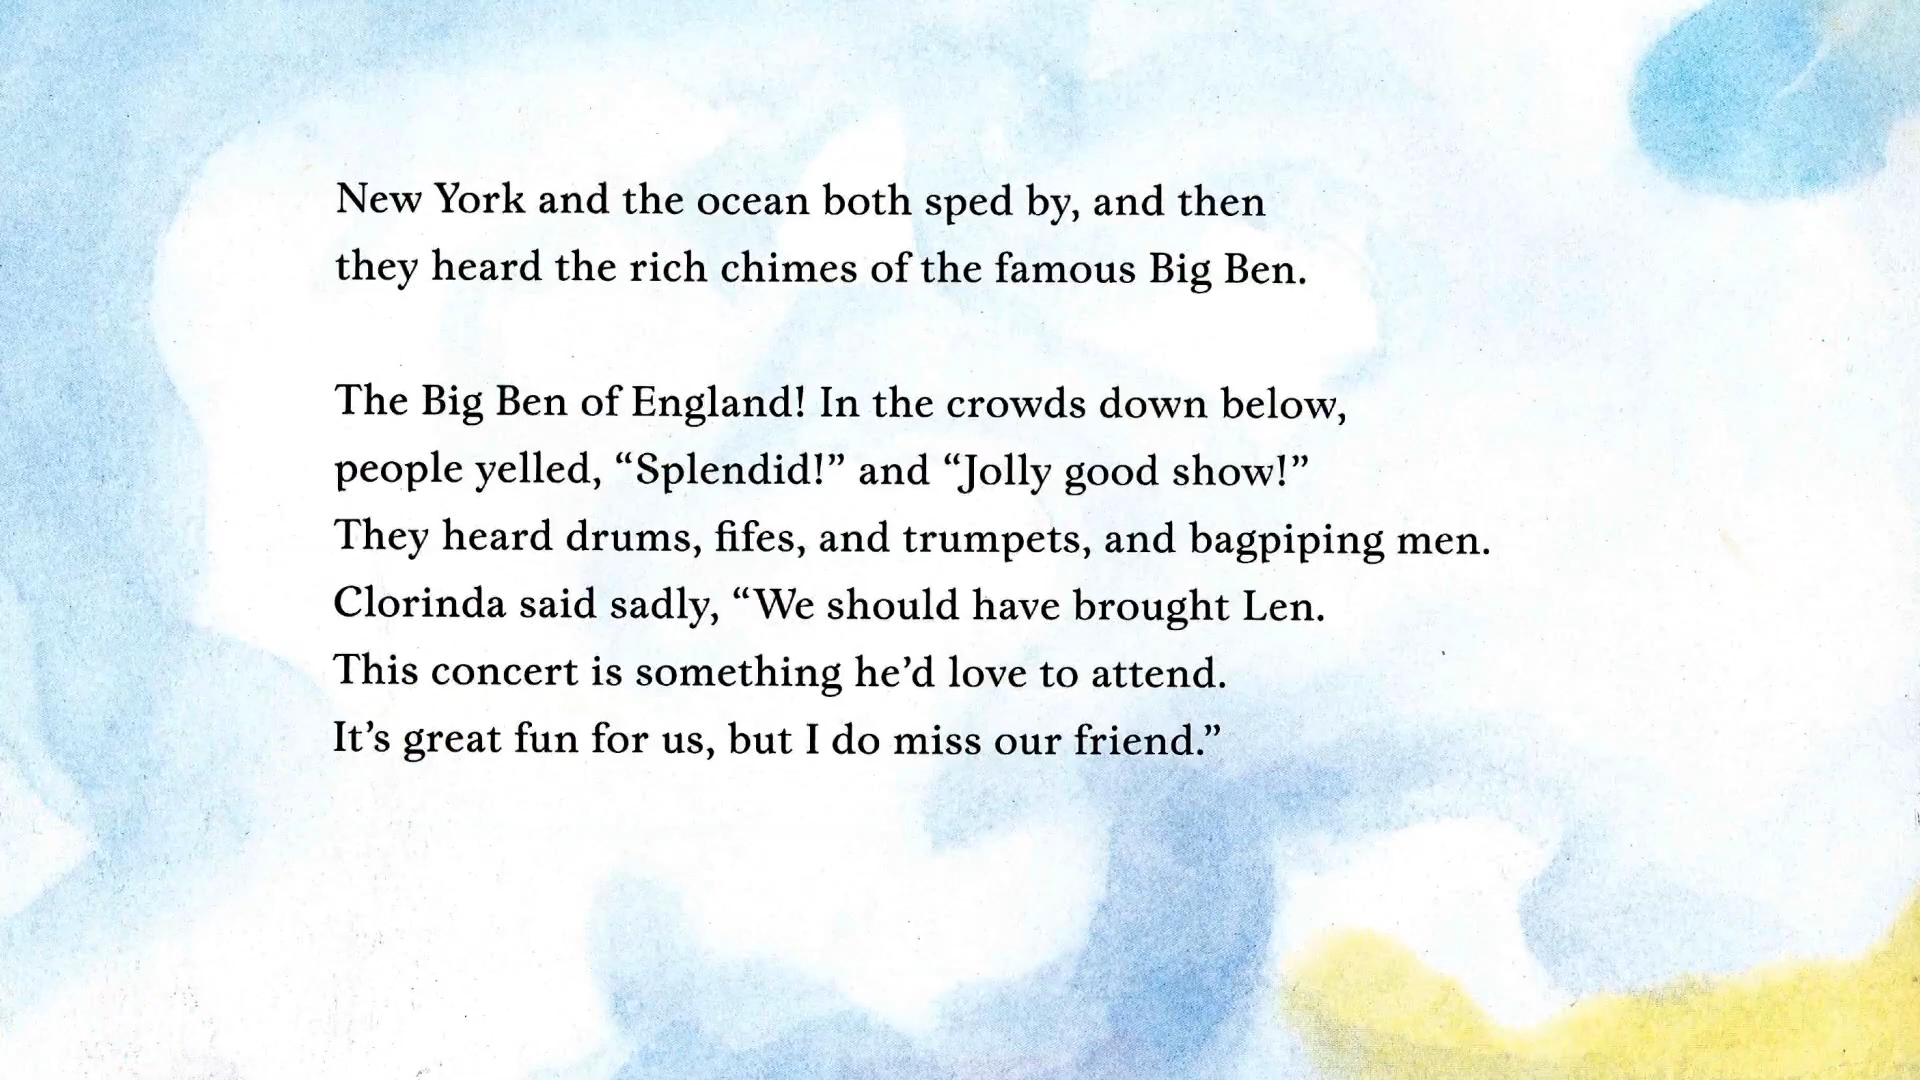 New York and the ocean both sped by, and then
they heard the rich chimes of the famous Big Ben.
The Big Ben of England! In the crowds down below,
people yelled, “Splendid!” and “Jolly good show!”
They heard drums, fifes, and trumpets, and bagpiping men.
Clorinda said sadly, “We should have brought Len.
This concert is something he’d love to attend.
It’s great fun for us, but I do miss our friend.”